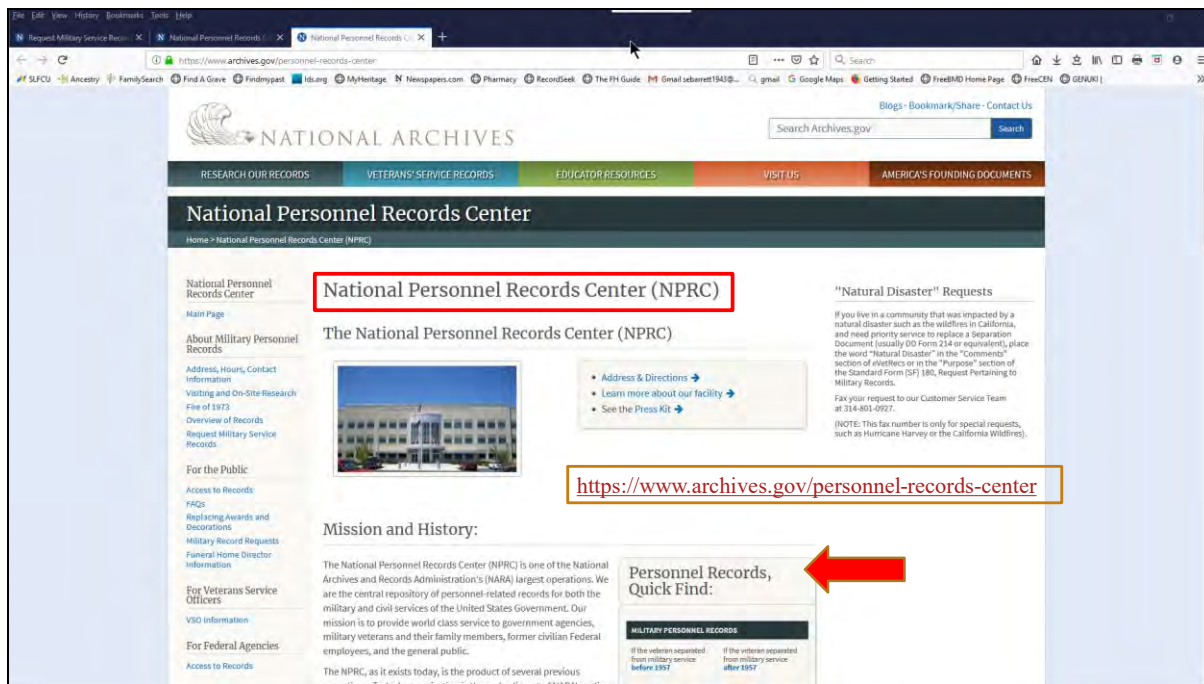 File Edit View History Bookmarks Tools Help
Request Military Service Recor
National Personnel Records C
National Personnel Records Ce
https://www.archives.gov/personnel-records-center
Search
SLFCU Ancestry FamilySearch Find A Grave Findmypast lds.org MyHeritage Newspapers.com Pharmacy RecordSeek The FH Guide Gmail sebarrett1943@... gmail Google Maps Getting Started FreeBMD Home Page FreeCEN GENUKI |
Blogs · Bookmark/Share · Contact Us
NATIONAL ARCHIVES
Search Archives.gov Search
RESEARCH OUR RECORDS VETERANS' SERVICE RECORDS EDUCATOR RESOURCES VISIT US AMERICA'S FOUNDING DOCUMENTS
National Personnel Records Center
Home > National Personnel Records Center (NPRC)
National Personnel
Records Center
Main Page
About Military Personnel
Records
Address, Hours, Contact
Information
Visiting and On-Site Research
Fire of 1973
Overview of Records
Request Military Service
Records
For the Public
Access to Records
FAQs
Replacing Awards and
Decorations
Military Record Requests
Funeral Home Director
Information
For Veterans Service
Officers
VSO Information
For Federal Agencies
Access to Records
National Personnel Records Center (NPRC)
The National Personnel Records Center (NPRC)
• Address & Directions →
• Learn more about our facility →
• See the Press Kit →
https://www.archives.gov/personnel-records-center
Mission and History:
The National Personnel Records Center (NPRC) is one of the National
Archives and Records Administration's (NARA) largest operations. We
are the central repository of personnel-related records for both the
military and civil services of the United States Government. Our
mission is to provide world class service to government agencies,
military veterans and their family members, former civilian Federal
employees, and the general public.
The NPRC, as it exists today, is the product of several previous
Personnel Records,
Quick Find:
MILITARY PERSONNEL RECORDS
If the veteran separated
from military service
before 1957
If the veteran separated
from military service
after 1957
"Natural Disaster" Requests
If you live in a community that was impacted by a
natural disaster such as the wildfires in California,
and need priority service to replace a Separation
Document (usually DD Form 214 or equivalent), place
the word "Natural Disaster" in the "Comments"
section of eVetRecs or in the "Purpose" section of
the Standard Form (SF) 180, Request Pertaining to
Military Records.
Fax your request to our Customer Service Team
at 314-801-0927.
(NOTE: This fax number is only for special requests,
such as Hurricane Harvey or the California Wildfires).